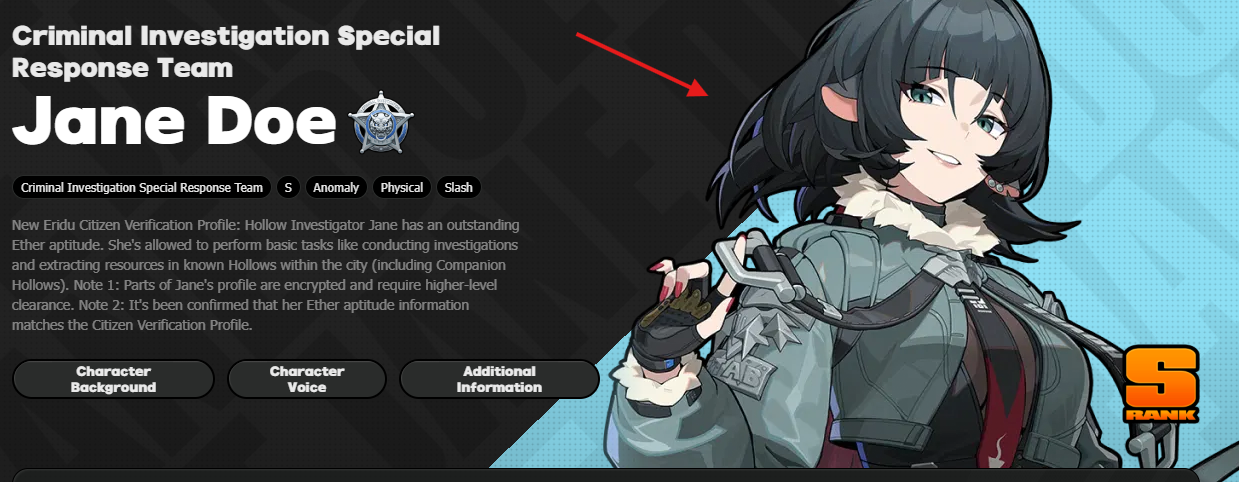 Criminal Investigation Special
Response Team
Jane Doe
Criminal Investigation Special Response Team
S
Anomaly
Physical
Slash
New Eridu Citizen Verification Profile: Hollow Investigator Jane has an outstanding
Ether aptitude. She's allowed to perform basic tasks like conducting investigations
and extracting resources in known Hollows within the city (including Companion
Hollows). Note 1: Parts of Jane's profile are encrypted and require higher-level
clearance. Note 2: It's been confirmed that her Ether aptitude information
matches the Citizen Verification Profile.
Character
Background
Character
Voice
Additional
Information
S
RANK